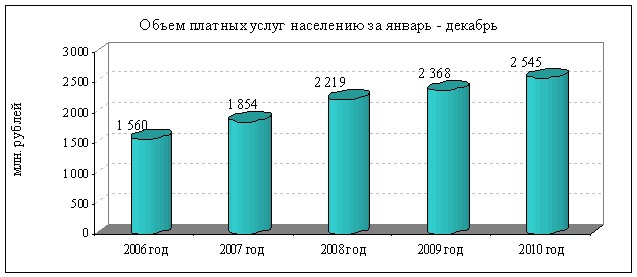 Объем платных услуг населению за январь - декабрь
млн. рублей
3000
2500
2000
1500
1000
500
0
1 560
1 854
2 219
2 368
2 545
2006 год
2007 год
2008 год
2009 год
2010 год